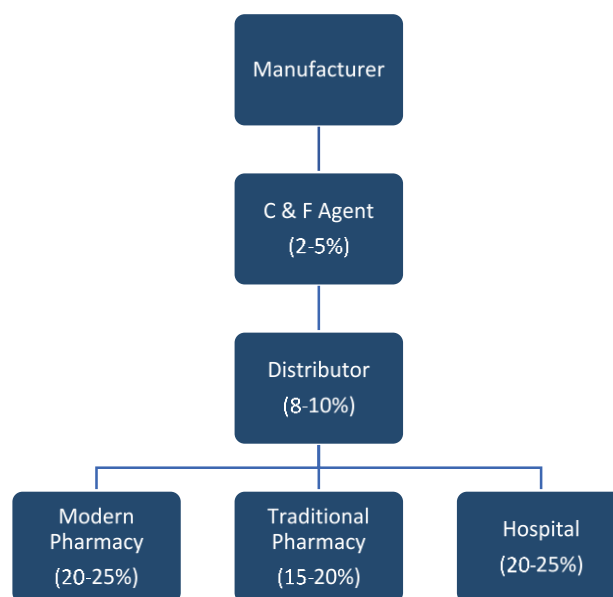 Manufacturer
C & F Agent
(2-5%)
Distributor
(8-10%)
Modern
Pharmacy
(20-25%)
Traditional
Pharmacy
(15-20%)
Hospital
(20-25%)